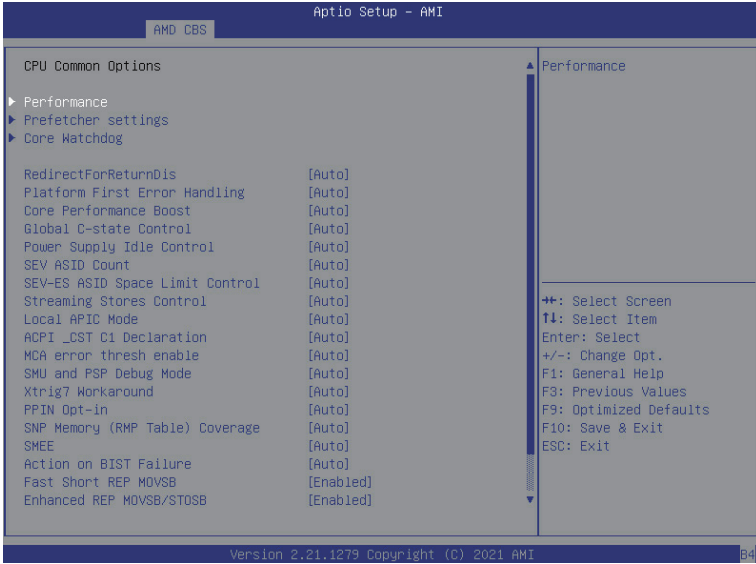 Aptio Setup - AMI
AMD CBS
CPU Common Options
Performance
Prefetcher settings
Core Watchdog
RedirectForReturnDis [Auto]
Platform First Error Handling [Auto]
Core Performance Boost [Auto]
Global C-state Control [Auto]
Power Supply Idle Control [Auto]
SEV ASID Count [Auto]
SEV-ES ASID Space Limit Control [Auto]
Streaming Stores Control [Auto]
Local APIC Mode [Auto]
ACPI _CST C1 Declaration [Auto]
MCA error thresh enable [Auto]
SMU and PSP Debug Mode [Auto]
Xtrig7 Workaround [Auto]
PPIN Opt-in [Auto]
SNP Memory (RMP Table) Coverage [Auto]
SMEE [Auto]
Action on BIST Failure [Auto]
Fast Short REP MOVSB [Enabled]
Enhanced REP MOVSB/STOSB [Enabled]
Performance
→←: Select Screen
↑↓: Select Item
Enter: Select
+/-: Change Opt.
F1: General Help
F3: Previous Values
F9: Optimized Defaults
F10: Save & Exit
ESC: Exit
Version 2.21.1279 Copyright (C) 2021 AMI
B4